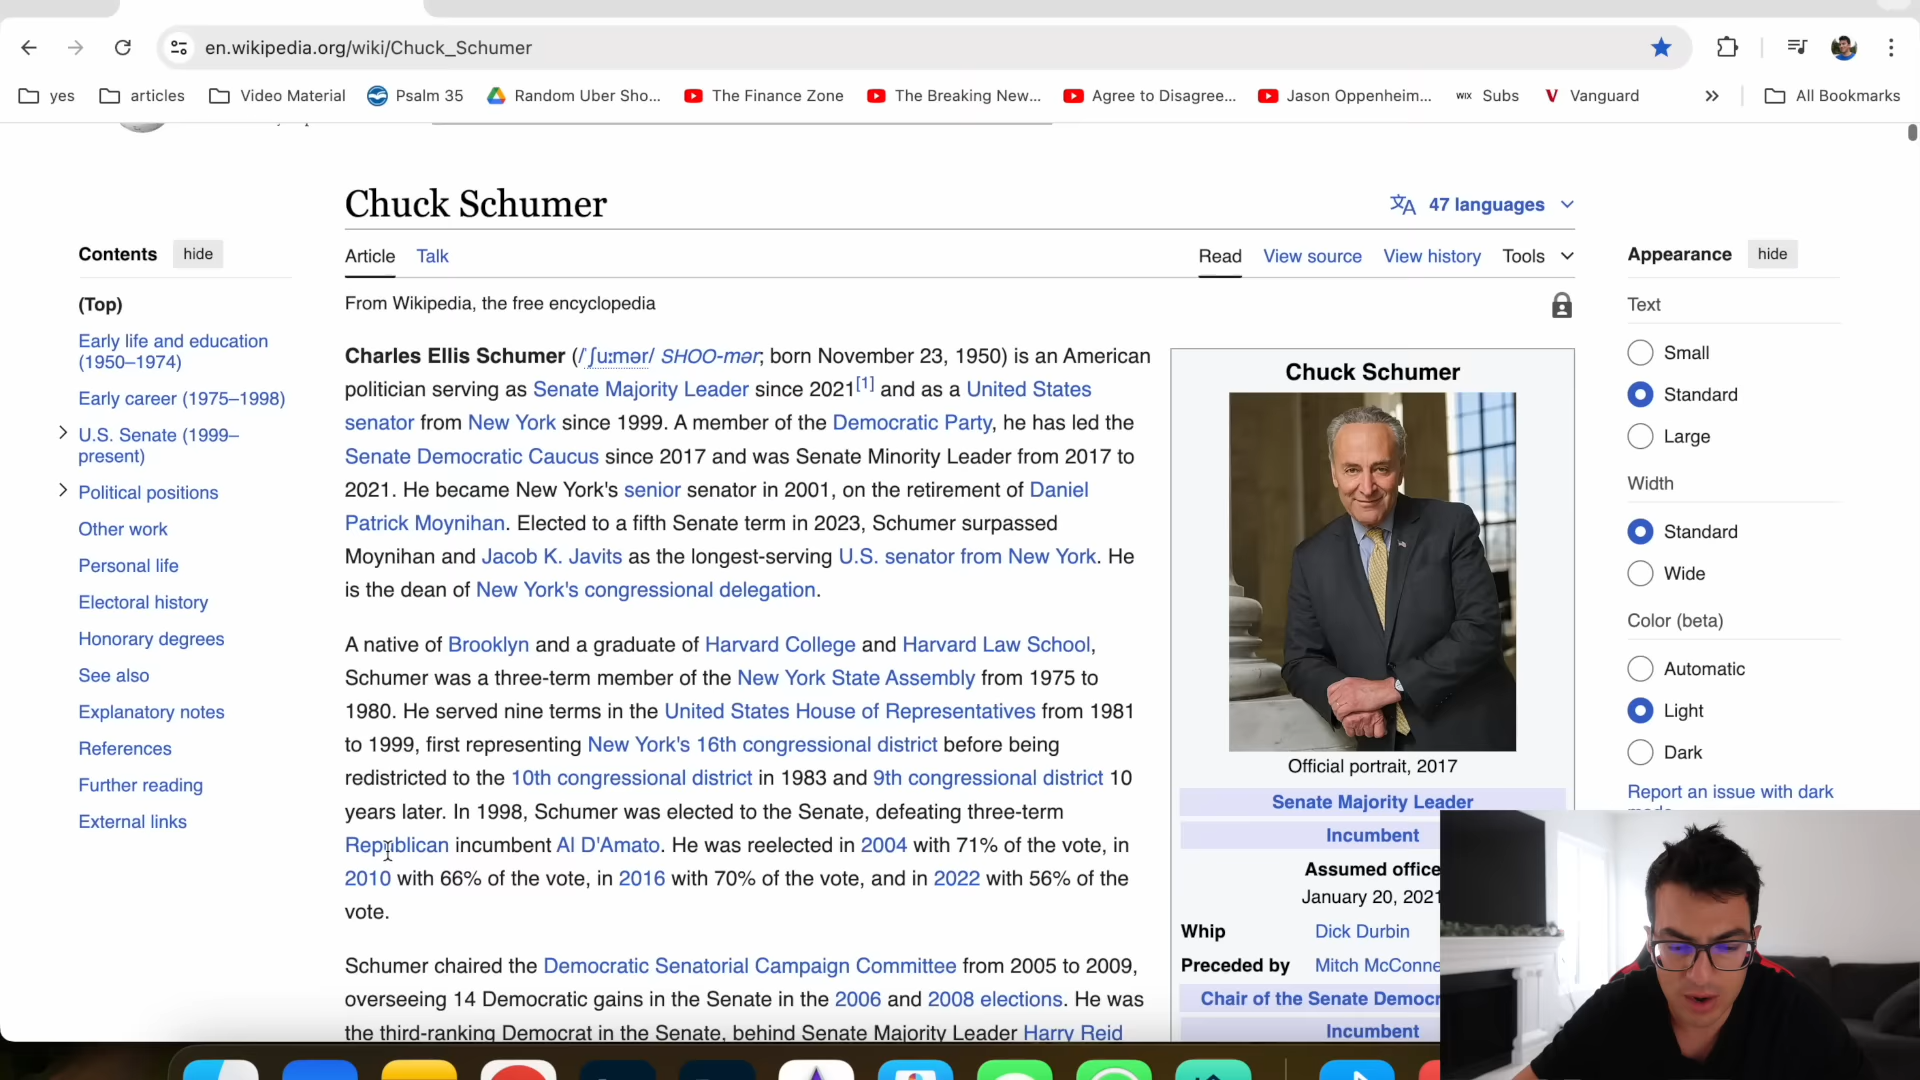 en.wikipedia.org/wiki/Chuck_Schumer
yes
articles
Video Material
Psalm 35
Random Uber Sho...
The Finance Zone
The Breaking New...
Agree to Disagree...
Jason Oppenheim...
WIX Subs
V Vanguard
»
All Bookmarks
Chuck Schumer
47 languages
Contents hide
Article Talk
Read View source View history Tools
Appearance hide
(Top)
From Wikipedia, the free encyclopedia
Text
Early life and education
(1950–1974)
Early career (1975–1998)
U.S. Senate (1999–
present)
Political positions
Other work
Personal life
Electoral history
Honorary degrees
See also
Explanatory notes
References
Further reading
External links
Charles Ellis Schumer (/ˈʃuːmər/ SHOO-mər; born November 23, 1950) is an American
politician serving as Senate Majority Leader since 2021[1] and as a United States
senator from New York since 1999. A member of the Democratic Party, he has led the
Senate Democratic Caucus since 2017 and was Senate Minority Leader from 2017 to
2021. He became New York's senior senator in 2001, on the retirement of Daniel
Patrick Moynihan. Elected to a fifth Senate term in 2023, Schumer surpassed
Moynihan and Jacob K. Javits as the longest-serving U.S. senator from New York. He
is the dean of New York's congressional delegation.
A native of Brooklyn and a graduate of Harvard College and Harvard Law School,
Schumer was a three-term member of the New York State Assembly from 1975 to
1980. He served nine terms in the United States House of Representatives from 1981
to 1999, first representing New York's 16th congressional district before being
redistricted to the 10th congressional district in 1983 and 9th congressional district 10
years later. In 1998, Schumer was elected to the Senate, defeating three-term
Republican incumbent Al D'Amato. He was reelected in 2004 with 71% of the vote, in
2010 with 66% of the vote, in 2016 with 70% of the vote, and in 2022 with 56% of the
vote.
Schumer chaired the Democratic Senatorial Campaign Committee from 2005 to 2009,
overseeing 14 Democratic gains in the Senate in the 2006 and 2008 elections. He was
the third-ranking Democrat in the Senate, behind Senate Majority Leader Harry Reid
Chuck Schumer
Official portrait, 2017
Senate Majority Leader
Incumbent
Assumed office
January 20, 2021
Whip Dick Durbin
Preceded by Mitch McConne
Chair of the Senate Democr
Incumbent
Small
Standard
Large
Width
Standard
Wide
Color (beta)
Automatic
Light
Dark
Report an issue with dark